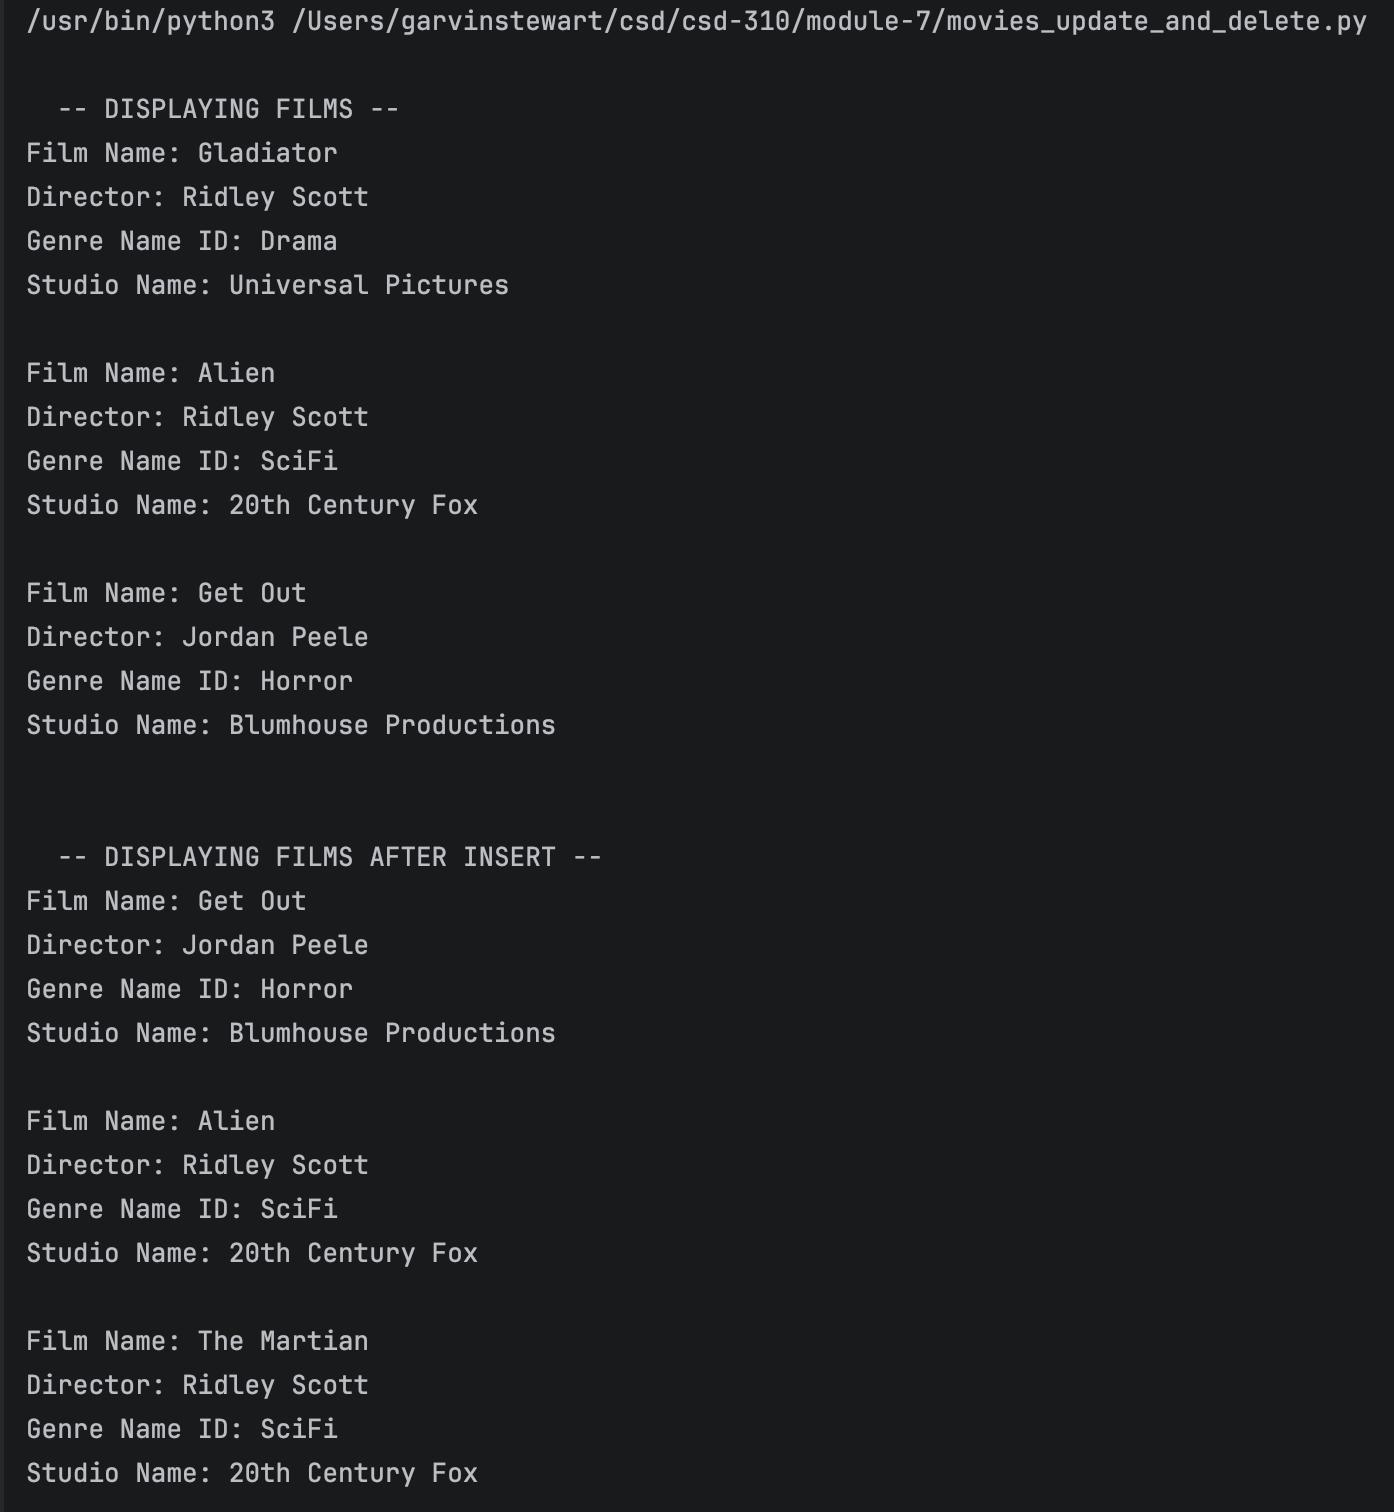 /usr/bin/python3 /Users/garvinstewart/csd/csd-310/module-7/movies_update_and_delete.py
-- DISPLAYING FILMS --
Film Name: Gladiator
Director: Ridley Scott
Genre Name ID: Drama
Studio Name: Universal Pictures
Film Name: Alien
Director: Ridley Scott
Genre Name ID: SciFi
Studio Name: 20th Century Fox
Film Name: Get Out
Director: Jordan Peele
Genre Name ID: Horror
Studio Name: Blumhouse Productions
-- DISPLAYING FILMS AFTER INSERT --
Film Name: Get Out
Director: Jordan Peele
Genre Name ID: Horror
Studio Name: Blumhouse Productions
Film Name: Alien
Director: Ridley Scott
Genre Name ID: SciFi
Studio Name: 20th Century Fox
Film Name: The Martian
Director: Ridley Scott
Genre Name ID: SciFi
Studio Name: 20th Century Fox